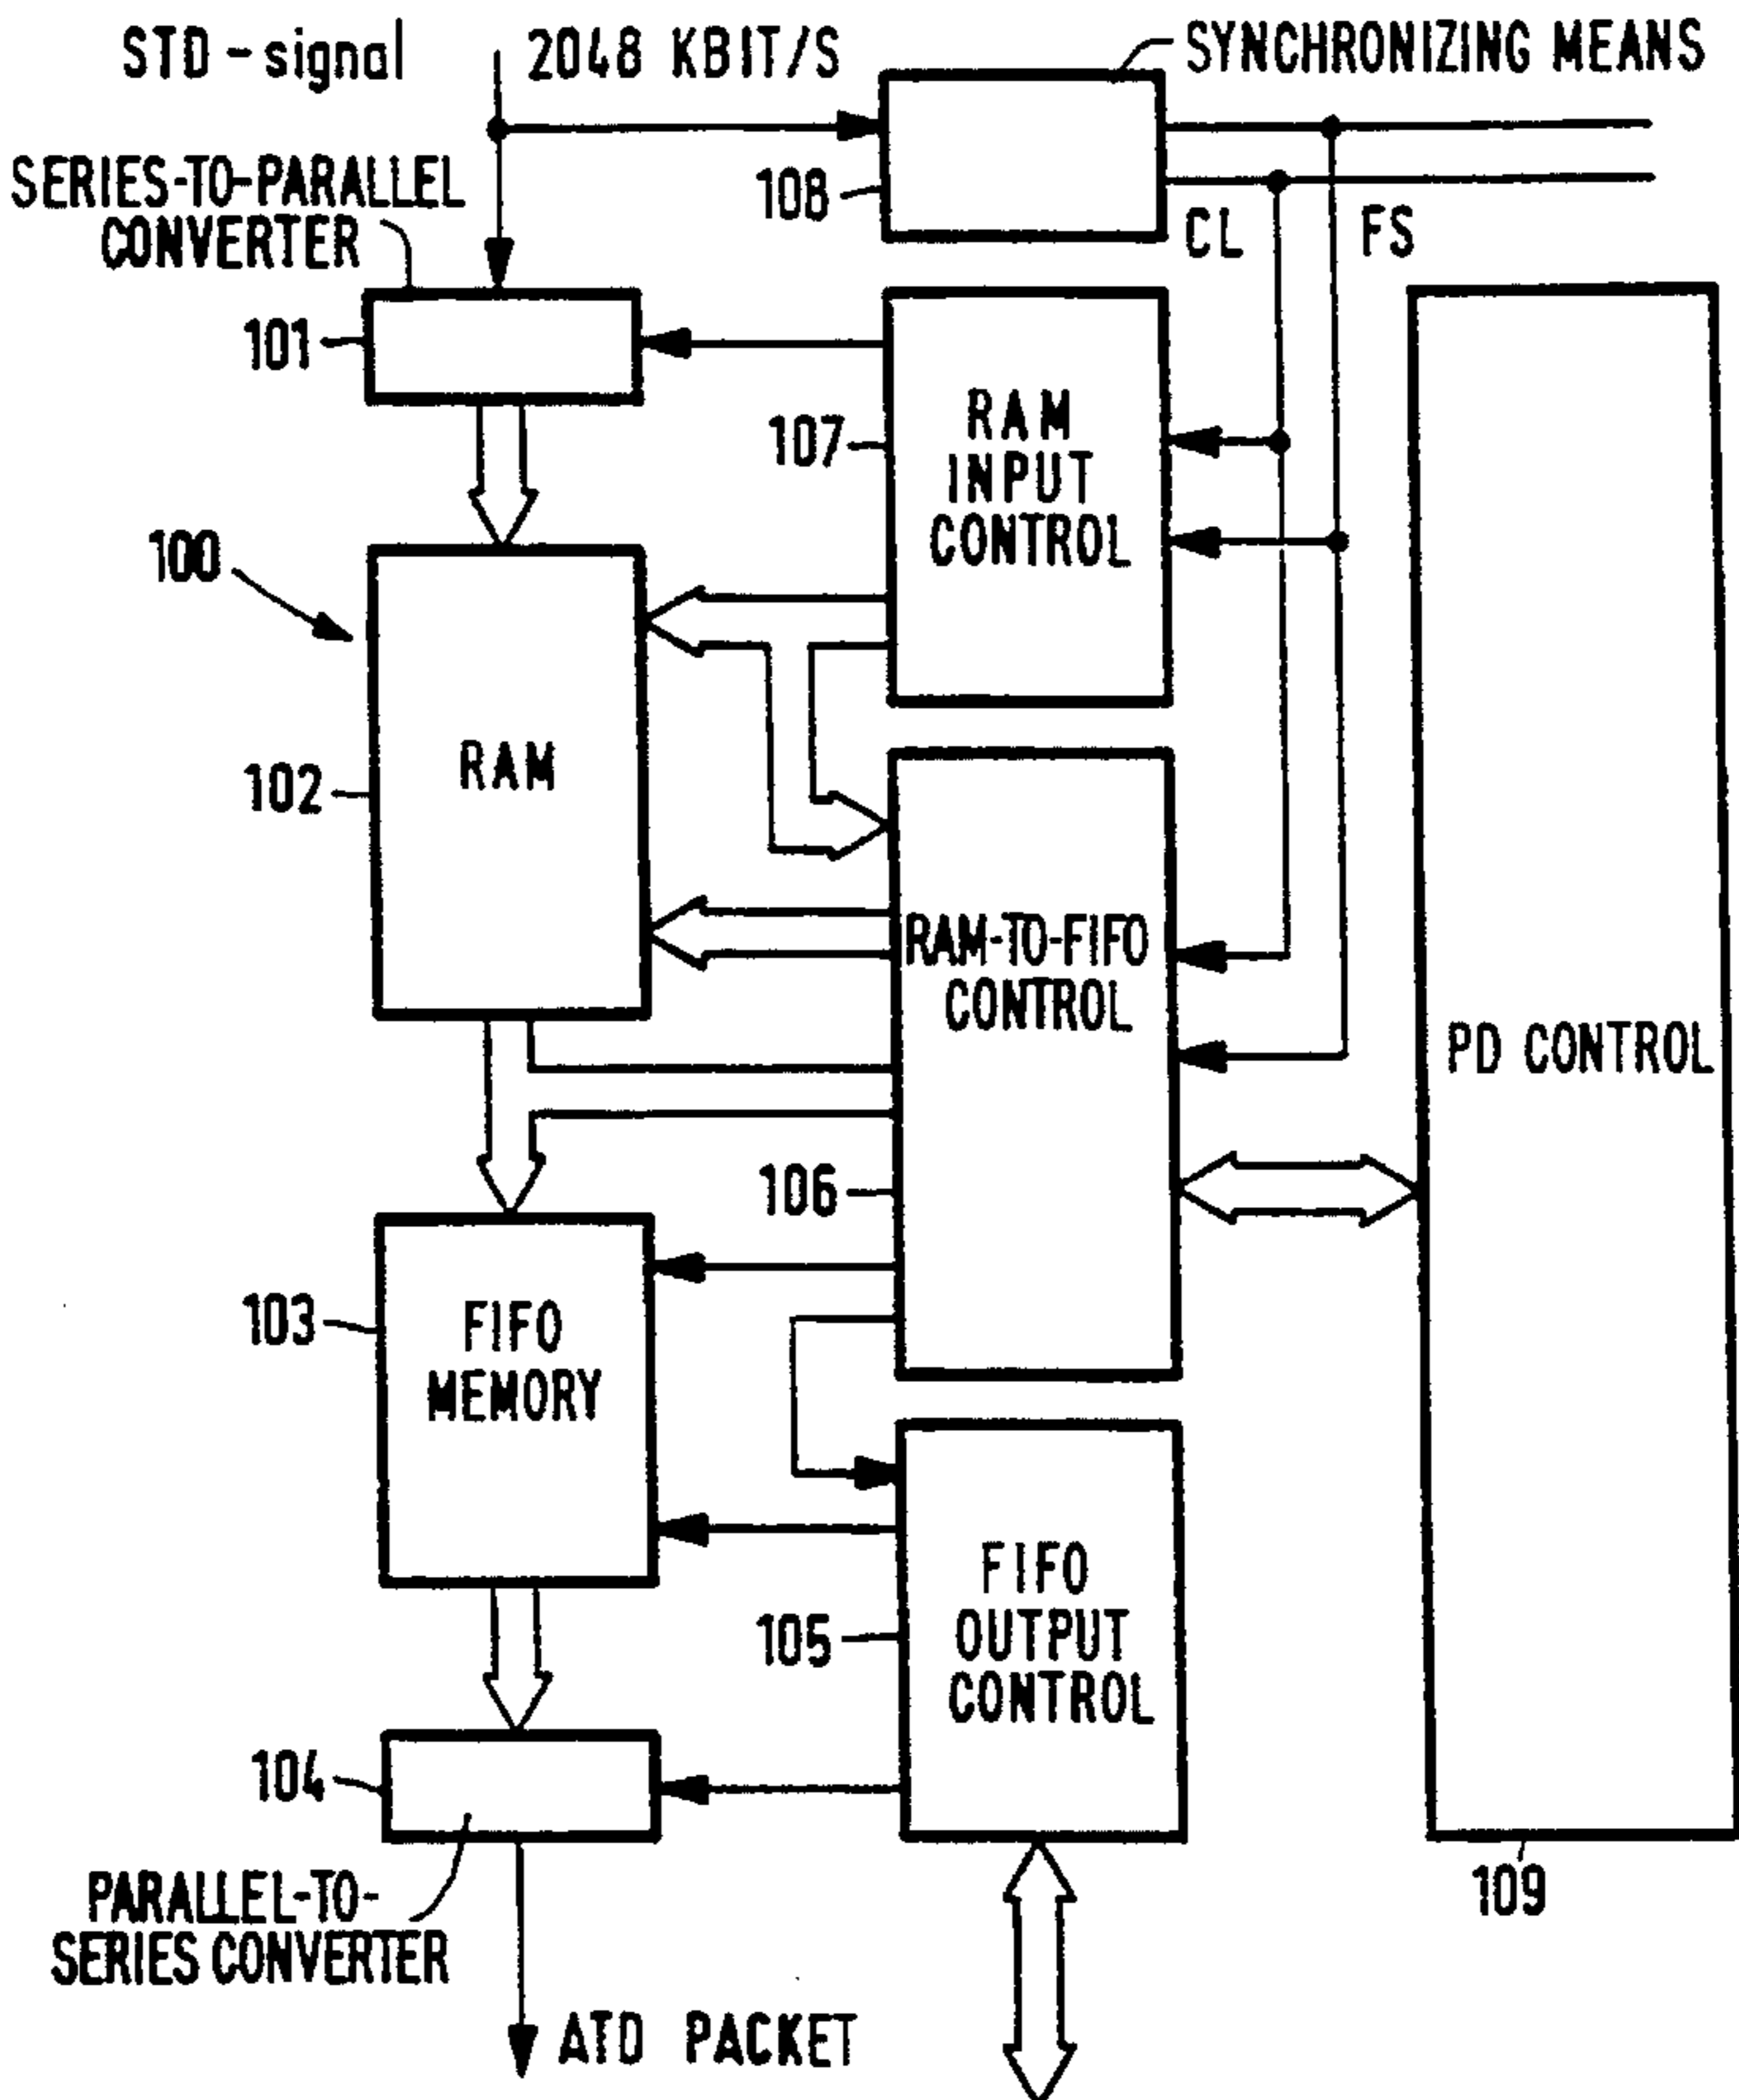 STD-signal 2048 KBIT/S
SYNCHRONIZING MEANS
SERIES-TO-PARALLEL
CONVERTER
108
CL FS
101
107
RAM
INPUT
CONTROL
100
RAM
102
RAM-TO-FIFO
CONTROL
PD CONTROL
106
103
FIFO
MEMORY
FIFO
OUTPUT
CONTROL
105
104
109
PARALLEL-TO-
SERIES CONVERTER
ATD PACKET